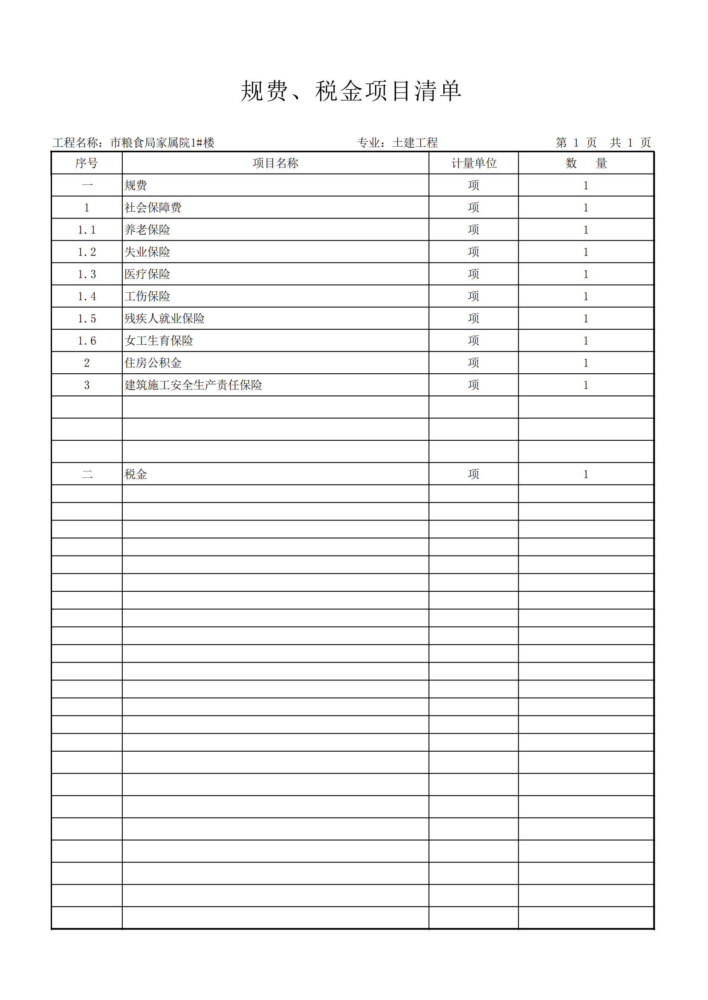 规费、税金项目清单
工程名称：市粮食局家属院1#楼 专业：土建工程 第 1 页 共 1 页
序号 项目名称 计量单位 数 量
一 规费 项 1
1 社会保障费 项 1
1.1 养老保险 项 1
1.2 失业保险 项 1
1.3 医疗保险 项 1
1.4 工伤保险 项 1
1.5 残疾人就业保险 项 1
1.6 女工生育保险 项 1
2 住房公积金 项 1
3 建筑施工安全生产责任保险 项 1
二 税金 项 1